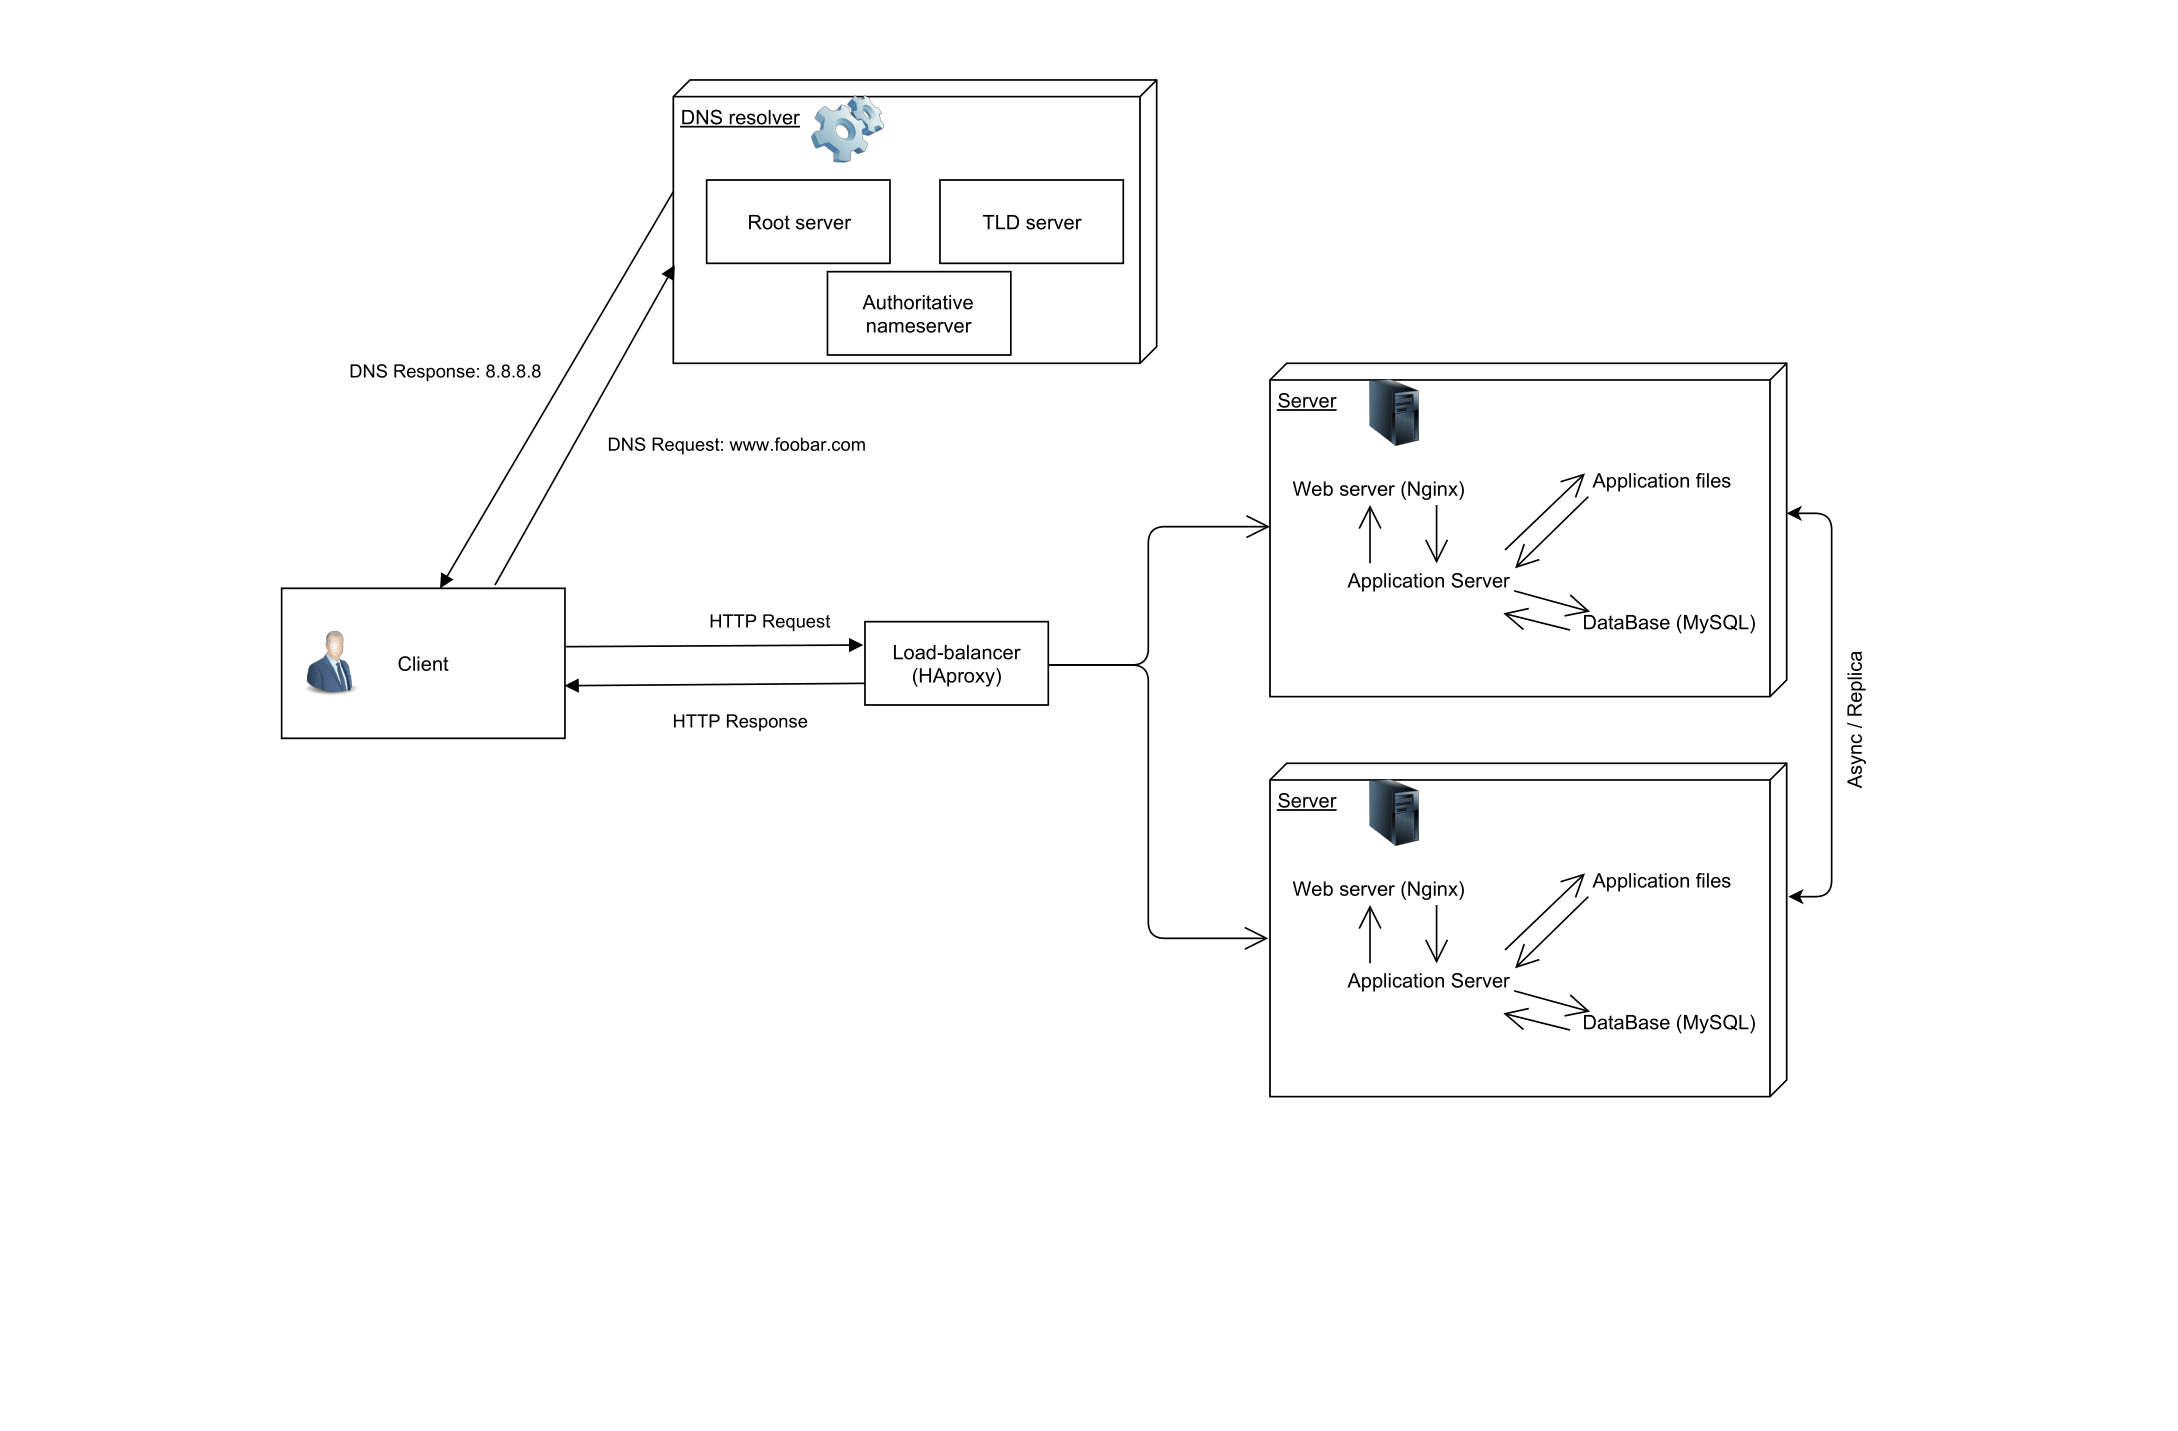 DNS resolver
Root server
TLD server
Authoritative
nameserver
DNS Response: 8.8.8.8
DNS Request: www.foobar.com
Client
HTTP Request
HTTP Response
Load-balancer
(HAproxy)
Server
Web server (Nginx)
Application files
Application Server
DataBase (MySQL)
Async / Replica
Server
Web server (Nginx)
Application files
Application Server
DataBase (MySQL)